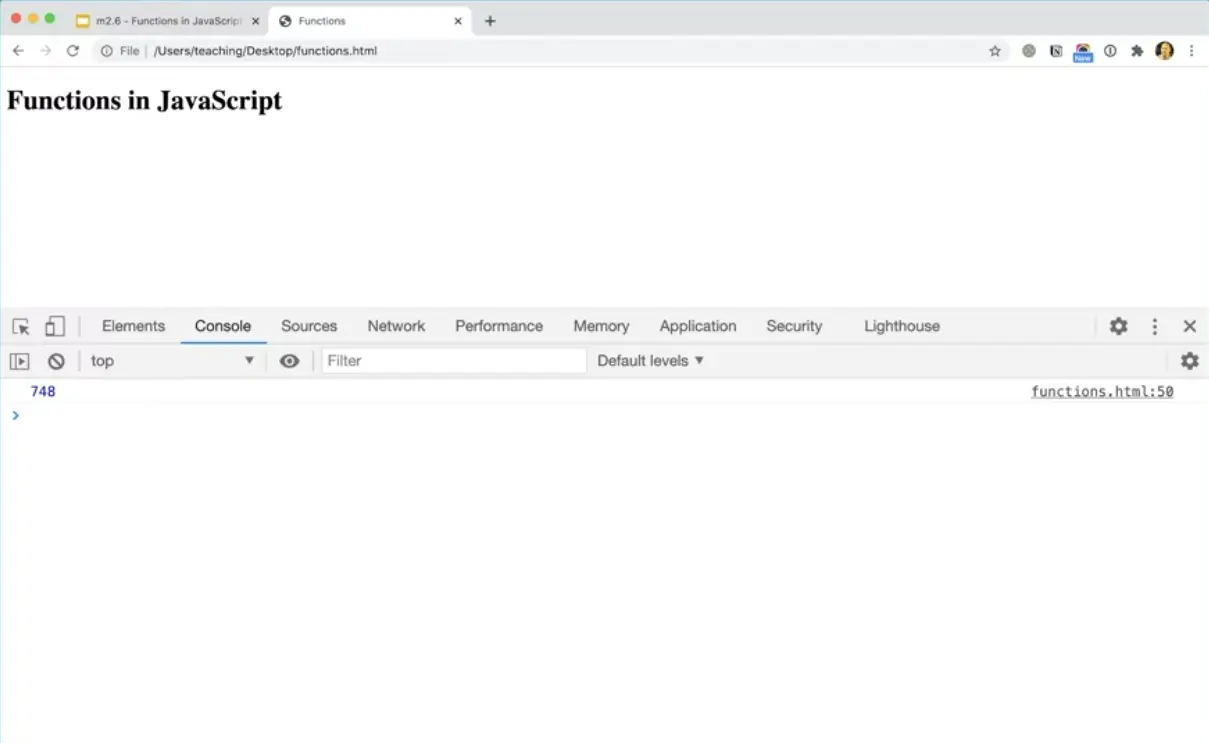 m2.6 - Functions in JavaScript
Functions
File
/Users/teaching/Desktop/functions.html
New
Functions in JavaScript
Elements
Console
Sources
Network
Performance
Memory
Application
Security
Lighthouse
top
Filter
Default levels
748
functions.html:50